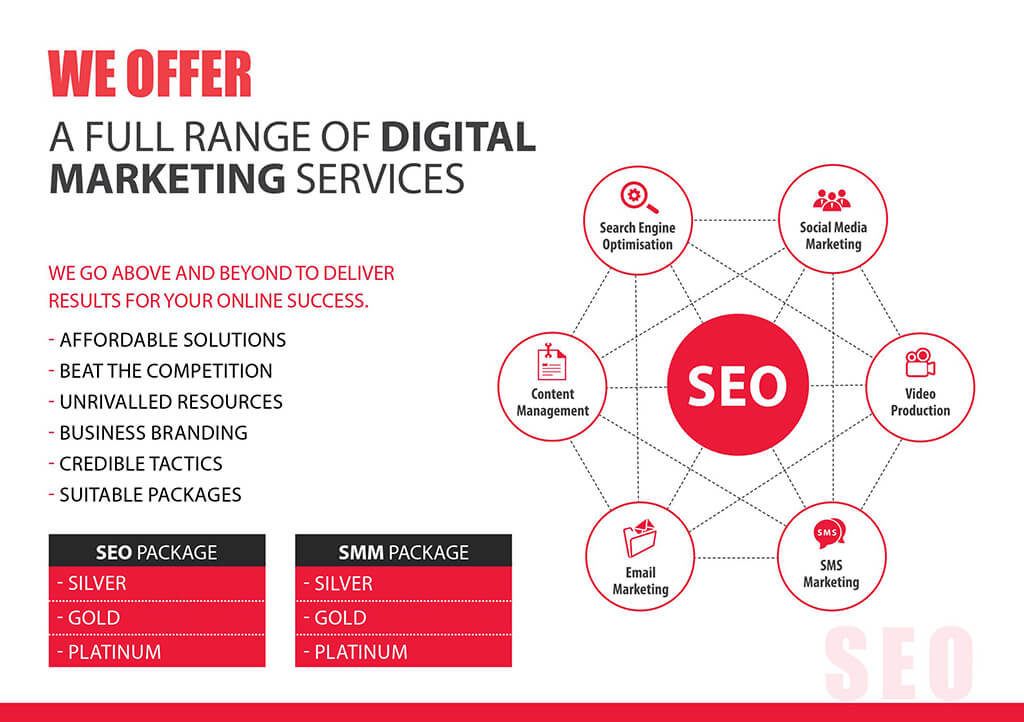 WE OFFER
A FULL RANGE OF DIGITAL
MARKETING SERVICES
WE GO ABOVE AND BEYOND TO DELIVER
RESULTS FOR YOUR ONLINE SUCCESS.
- AFFORDABLE SOLUTIONS
- BEAT THE COMPETITION
- UNRIVALLED RESOURCES
- BUSINESS BRANDING
- CREDIBLE TACTICS
- SUITABLE PACKAGES
SEO PACKAGE
- SILVER
- GOLD
- PLATINUM
SMM PACKAGE
- SILVER
- GOLD
- PLATINUM
Search Engine
Optimisation
Social Media
Marketing
Content
Management
SEO
Video
Production
Email
Marketing
SMS
SMS
Marketing
SEO